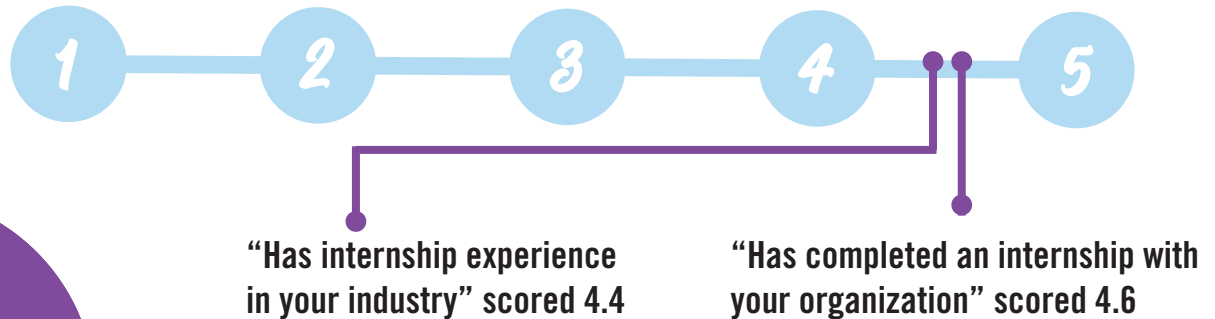 1 2 3 4 5
“Has internship experience
in your industry” scored 4.4
“Has completed an internship with
your organization” scored 4.6